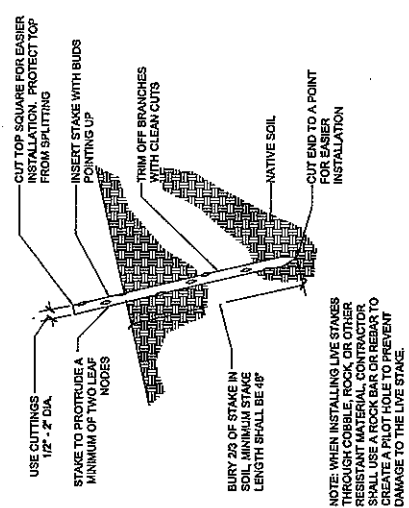 USE CUTTINGS
1/2" - 2" DIA.
CUT TOP SQUARE FOR EASIER
INSTALLATION. PROTECT TOP
FROM SPLITTING
STAKE TO PROTRUDE A
MINIMUM OF TWO LEAF
NODES
INSERT STAKE WITH BUDS
POINTING UP
TRIM OFF BRANCHES
WITH CLEAN CUTS
BURY 2/3 OF STAKE IN
SOIL, MINIMUM STAKE
LENGTH SHALL BE 48"
NATIVE SOIL
CUT END TO A POINT
FOR EASIER
INSTALLATION
NOTE: WHEN INSTALLING LIVE STAKES
THROUGH COBBLE, ROCK, OR OTHER
RESISTANT MATERIAL, CONTRACTOR
SHALL USE A ROCK BAR OR REBAR TO
CREATE A PILOT HOLE TO PREVENT
DAMAGE TO THE LIVE STAKE.